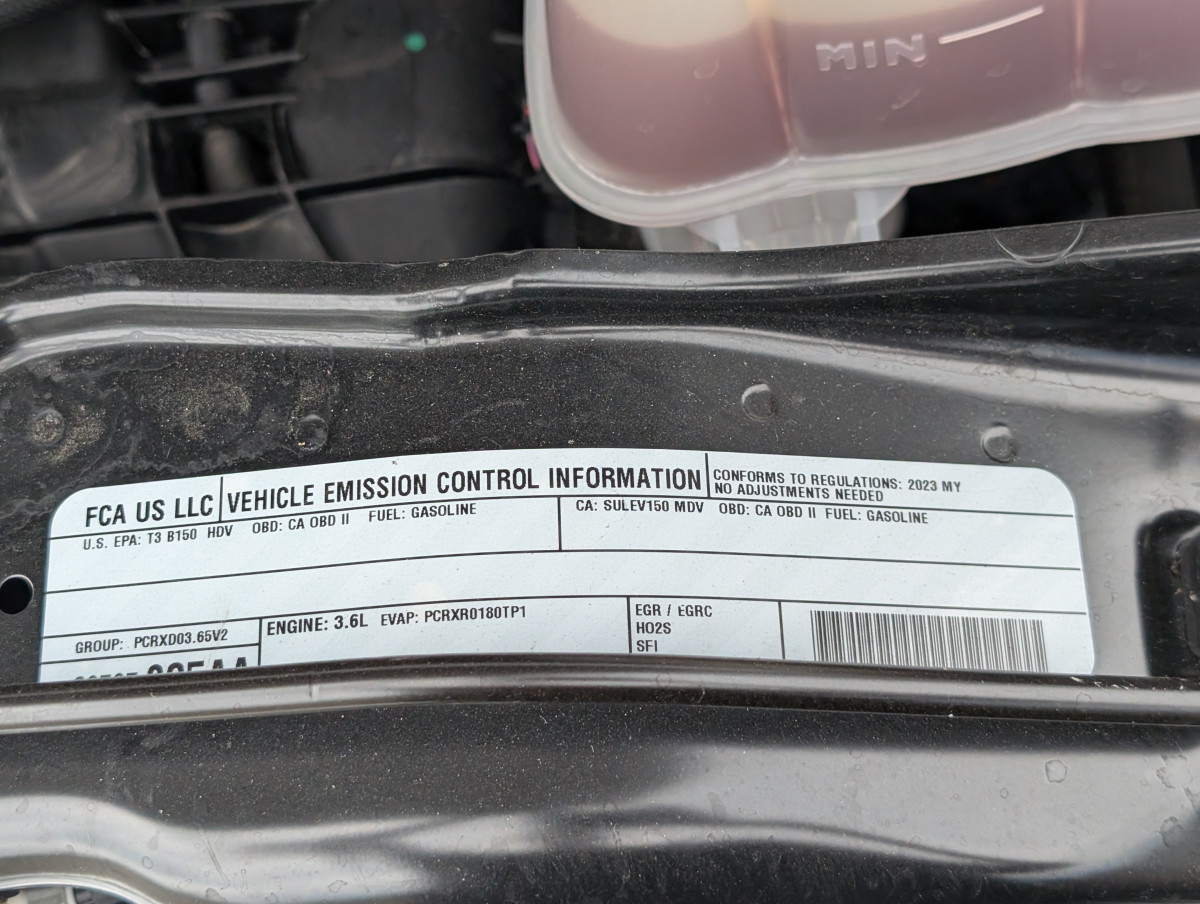 MIN
FCA US LLC
VEHICLE EMISSION CONTROL INFORMATION
CONFORMS TO REGULATIONS: 2023 MY
NO ADJUSTMENTS NEEDED
U.S. EPA: T3 B150 HDV OBD: CA OBD II FUEL: GASOLINE
CA: SULEV150 MDV OBD: CA OBD II FUEL: GASOLINE
GROUP: PCRXD03.65V2
ENGINE: 3.6L EVAP: PCRXR0180TP1
EGR / EGRC
HO2S
SFI